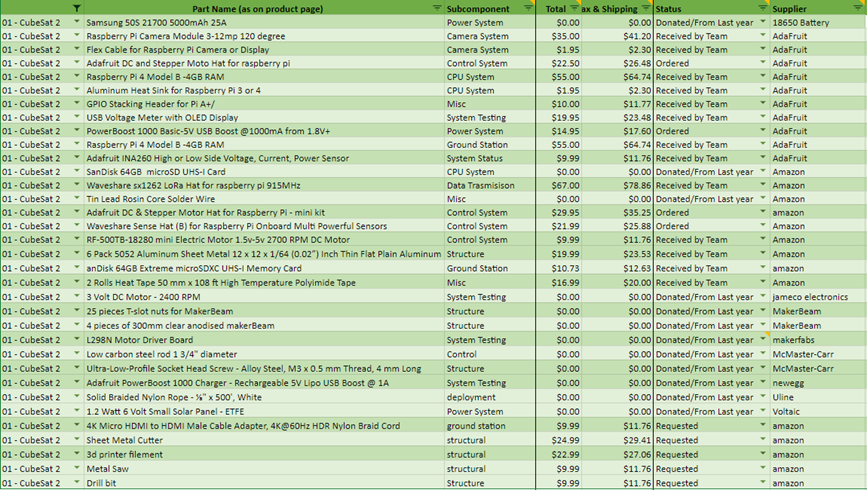 Part Name (as on product page) Subcomponent Total ax & Shipping Status Supplier
01 - CubeSat 2 Samsung 50S 21700 5000mAh 25A Power System $0.00 $0.00 Donated/From Last year 18650 Battery
01 - CubeSat 2 Raspberry Pi Camera Module 3-12mp 120 degree Camera System $35.00 $41.20 Received by Team AdaFruit
01 - CubeSat 2 Flex Cable for Raspberry Pi Camera or Display Camera System $1.95 $2.30 Received by Team AdaFruit
01 - CubeSat 2 Adafruit DC and Stepper Moto Hat for raspberry pi Control System $22.50 $26.48 Ordered AdaFruit
01 - CubeSat 2 Raspberry Pi 4 Model B -4GB RAM CPU System $55.00 $64.74 Received by Team AdaFruit
01 - CubeSat 2 Aluminum Heat Sink for Raspberry Pi 3 or 4 CPU System $1.95 $2.30 Received by Team AdaFruit
01 - CubeSat 2 GPIO Stacking Header for Pi A+/ Misc $10.00 $11.77 Received by Team AdaFruit
01 - CubeSat 2 USB Voltage Meter with OLED Display System Testing $19.95 $23.48 Received by Team AdaFruit
01 - CubeSat 2 PowerBoost 1000 Basic-5V USB Boost @1000mA from 1.8V+ Power System $14.95 $17.60 Ordered AdaFruit
01 - CubeSat 2 Raspberry Pi 4 Model B -4GB RAM Ground Station $55.00 $64.74 Received by Team AdaFruit
01 - CubeSat 2 Adafruit INA260 High or Low Side Voltage, Current, Power Sensor System Status $9.99 $11.76 Received by Team AdaFruit
01 - CubeSat 2 SanDisk 64GB microSD UHS-I Card CPU System $0.00 $0.00 Donated/From Last year Amazon
01 - CubeSat 2 Waveshare sx1262 LoRa Hat for raspberry pi 915MHz Data Trasmisison $67.00 $78.86 Received by Team Amazon
01 - CubeSat 2 Tin Lead Rosin Core Solder Wire Misc $0.00 $0.00 Donated/From Last year Amazon
01 - CubeSat 2 Adafruit DC & Stepper Motor Hat for Raspberry Pi - mini kit Control System $29.95 $35.25 Ordered amazon
01 - CubeSat 2 Waveshare Sense Hat (B) for Raspberry Pi Onboard Multi Powerful Sensors Control System $21.99 $25.88 Ordered Amazon
01 - CubeSat 2 RF-500TB-18280 mini Electric Motor 1.5v-5v 2700 RPM DC Motor Control System $9.99 $11.76 Received by Team Amazon
01 - CubeSat 2 6 Pack 5052 Aluminum Sheet Metal 12 x 12 x 1/64 (0.02") Inch Thin Flat Plain Aluminum Structure $19.99 $23.53 Received by Team Amazon
01 - CubeSat 2 anDisk 64GB Extreme microSDXC UHS-I Memory Card Ground Station $10.73 $12.63 Received by Team amazon
01 - CubeSat 2 2 Rolls Heat Tape 50 mm x 108 ft High Temperature Polyimide Tape Misc $16.99 $20.00 Received by Team Amazon
01 - CubeSat 2 3 Volt DC Motor - 2400 RPM System Testing $0.00 $0.00 Donated/From Last year jameco electronics
01 - CubeSat 2 25 pieces T-slot nuts for MakerBeam Structure $0.00 $0.00 Donated/From Last year MakerBeam
01 - CubeSat 2 4 pieces of 300mm clear anodised makerBeam Structure $0.00 $0.00 Donated/From Last year MakerBeam
01 - CubeSat 2 L298N Motor Driver Board System Testing $0.00 $0.00 Donated/From Last year makerfabs
01 - CubeSat 2 Low carbon steel rod 1 3/4" diameter Control $0.00 $0.00 Donated/From Last year McMaster-Carr
01 - CubeSat 2 Ultra-Low-Profile Socket Head Screw - Alloy Steel, M3 x 0.5 mm Thread, 4 mm Long Structure $0.00 $0.00 Donated/From Last year McMaster-Carr
01 - CubeSat 2 Adafruit PowerBoost 1000 Charger - Rechargeable 5V Lipo USB Boost @ 1A System Testing $0.00 $0.00 Donated/From Last year newegg
01 - CubeSat 2 Solid Braided Nylon Rope - ⅛" x 500', White deployment $0.00 $0.00 Donated/From Last year Uline
01 - CubeSat 2 1.2 Watt 6 Volt Small Solar Panel - ETFE Power System $0.00 $0.00 Donated/From Last year Voltaic
01 - CubeSat 2 4K Micro HDMI to HDMI Male Cable Adapter, 4K@60Hz HDR Nylon Braid Cord ground station $9.99 $11.76 Requested amazon
01 - CubeSat 2 Sheet Metal Cutter structural $24.99 $29.41 Requested amazon
01 - CubeSat 2 3d printer filement structural $22.99 $27.06 Requested amazon
01 - CubeSat 2 Metal Saw structural $9.99 $11.76 Requested amazon
01 - CubeSat 2 Drill bit Structure $9.99 $11.76 Requested amazon